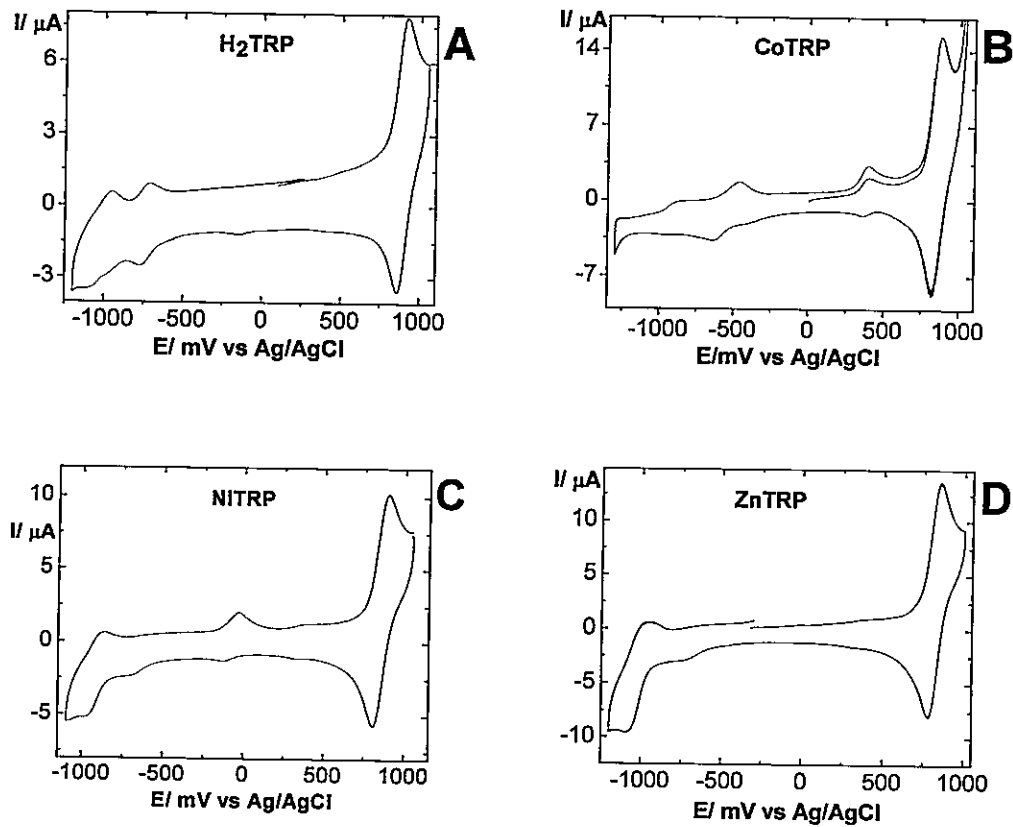 I/ μA
H₂TRP
A
6
3
0
-3
-1000 -500 0 500 1000
E/ mV vs Ag/AgCl
I/ μA
CoTRP
B
14
7
0
-7
-1000 -500 0 500 1000
E/mV vs Ag/AgCl
10
NiTRP
C
I/ μA
5
0
-5
-1000 -500 0 500 1000
E/ mV vs Ag/AgCl
I/ μA
ZnTRP
D
10
5
0
-5
-10
-1000 -500 0 500 1000
E/ mV vs Ag/AgCl